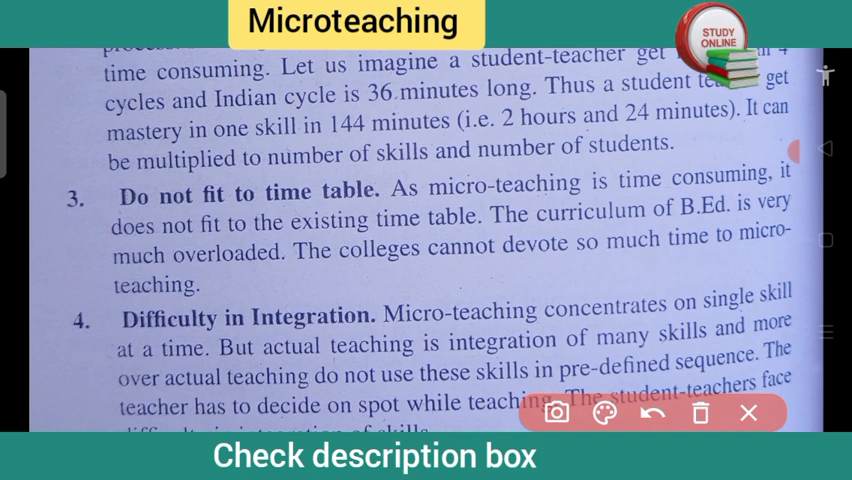 Microteaching
STUDY
ONLINE
time consuming. Let us imagine a student-teacher get
cycles and Indian cycle is 36 minutes long. Thus a student get
mastery in one skill in 144 minutes (i.e. 2 hours and 24 minutes). It can
be multiplied to number of skills and number of students.
3. Do not fit to time table. As micro-teaching is time consuming, it
does not fit to the existing time table. The curriculum of B.Ed. is very
much overloaded. The colleges cannot devote so much time to micro-
teaching.
4. Difficulty in Integration. Micro-teaching concentrates on single skill
at a time. But actual teaching is integration of many skills and more
over actual teaching do not use these skills in pre-defined sequence. The
teacher has to decide on spot while teaching. The student-teachers face
Check description box